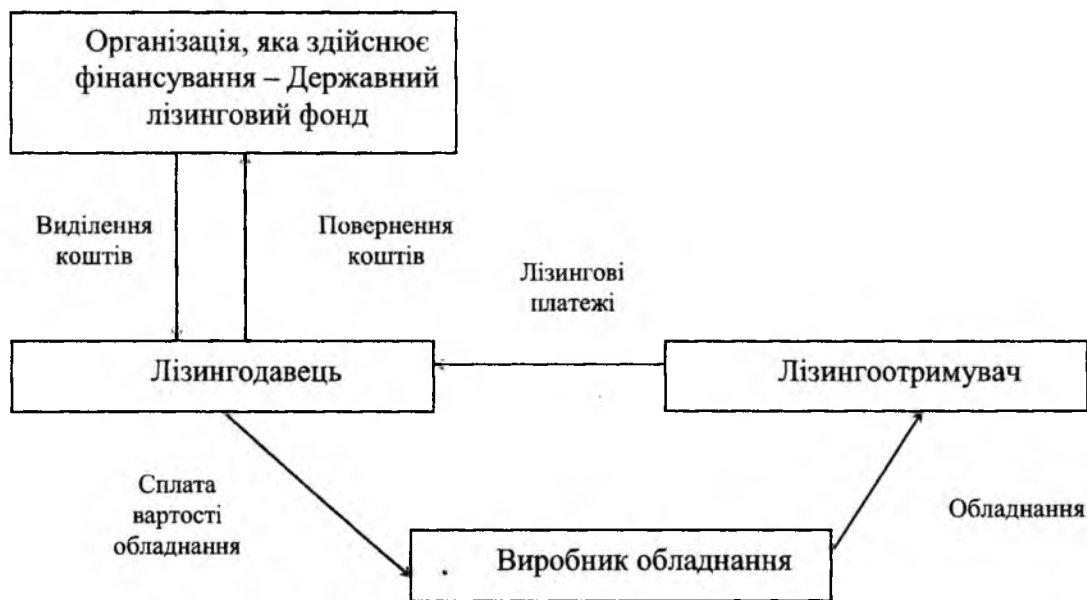 Організація, яка здійснює
фінансування – Державний
лізинговий фонд
Виділення
коштів
Повернення
коштів
Лізингові
платежі
Лізингодавець
Лізингоотримувач
Сплата
вартості
обладнання
Обладнання
Виробник обладнання